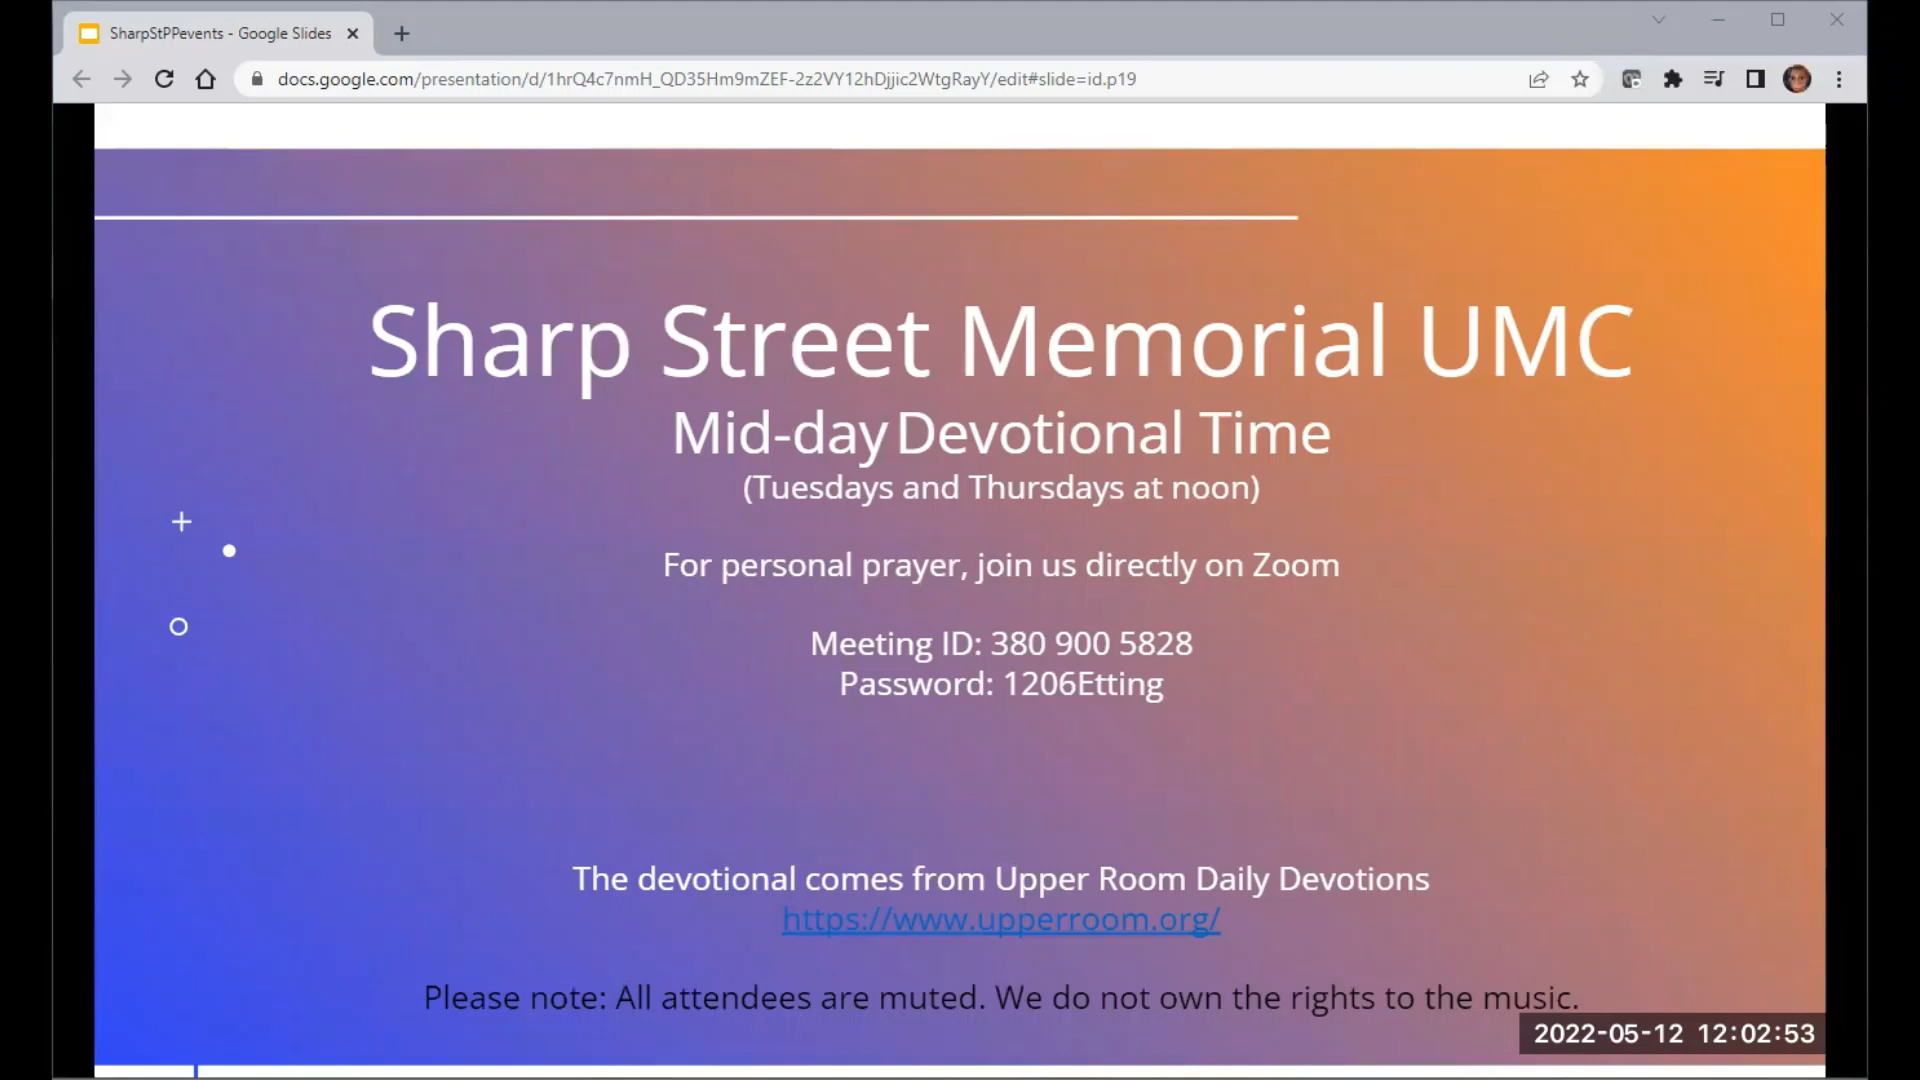 SharpStPPevents - Google Slides
docs.google.com/presentation/d/1hrQ4c7nmH_QD35Hm9mZEF-2z2VY12hDjjic2WtgRayY/edit#slide=id.p19
Sharp Street Memorial UMC
Mid-day Devotional Time
(Tuesdays and Thursdays at noon)
For personal prayer, join us directly on Zoom
Meeting ID: 380 900 5828
Password: 1206Etting
The devotional comes from Upper Room Daily Devotions
https://www.upperroom.org/
Please note: All attendees are muted. We do not own the rights to the music.
2022-05-12 12:02:53